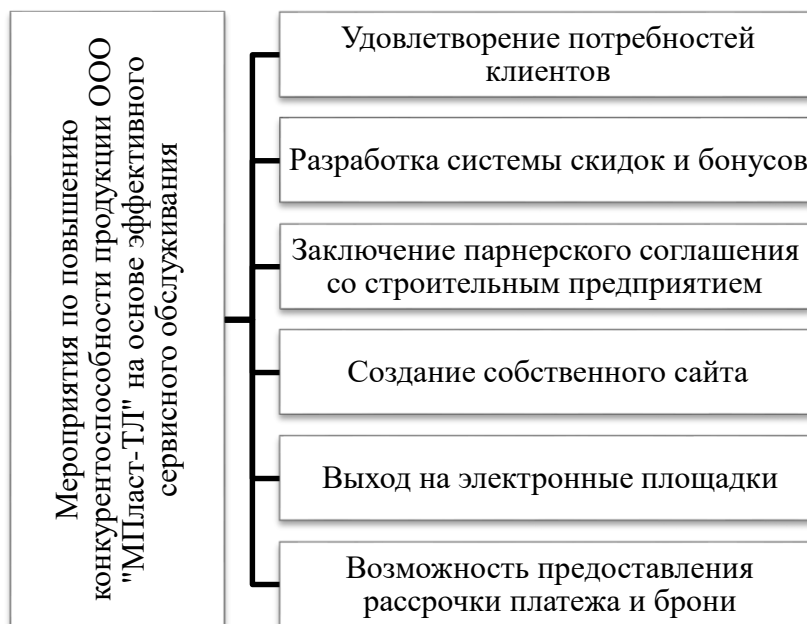 Мероприятия по повышению
конкурентоспособности продукции ООО
"МПласт-ТЛ" на основе эффективного
сервисного обслуживания
Удовлетворение потребностей
клиентов
Разработка системы скидок и бонусов
Заключение парнерского соглашения
со строительным предприятием
Создание собственного сайта
Выход на электронные площадки
Возможность предоставления
рассрочки платежа и брони